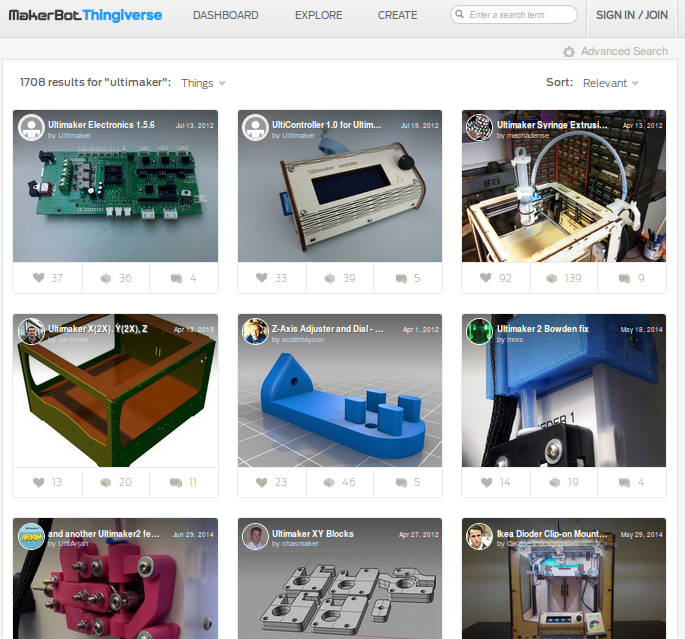 MakerBot Thingiverse DASHBOARD EXPLORE CREATE Enter a search term SIGN IN / JOIN
Advanced Search
1708 results for "ultimaker": Things Sort: Relevant
Ultimaker Electronics 1.5.6 Jul 13, 2012
by Ultimaker
UltiController 1.0 for Ultim... Jul 19, 2012
by Ultimaker
Ultimaker Syringe Extrusi... Apr 13, 2012
by mechadense
37 36 4
33 39 5
92 139 9
Ultimaker X(2X), Y(2X), Z Apr 13, 2013
by carljones
Z-Axis Adjuster and Dial - ... Apr 1, 2012
by scottmayson
Ultimaker 2 Bowden fix May 18, 2014
by mnis
FEEDER 1
13 20 11
23 46 5
14 19 4
and another Ultimaker2 fe... Jun 29, 2014
by UltiArjan
Ultimaker XY Blocks Apr 27, 2012
by chasmaker
Ikea Dioder Clip-on Mount... May 29, 2014
by